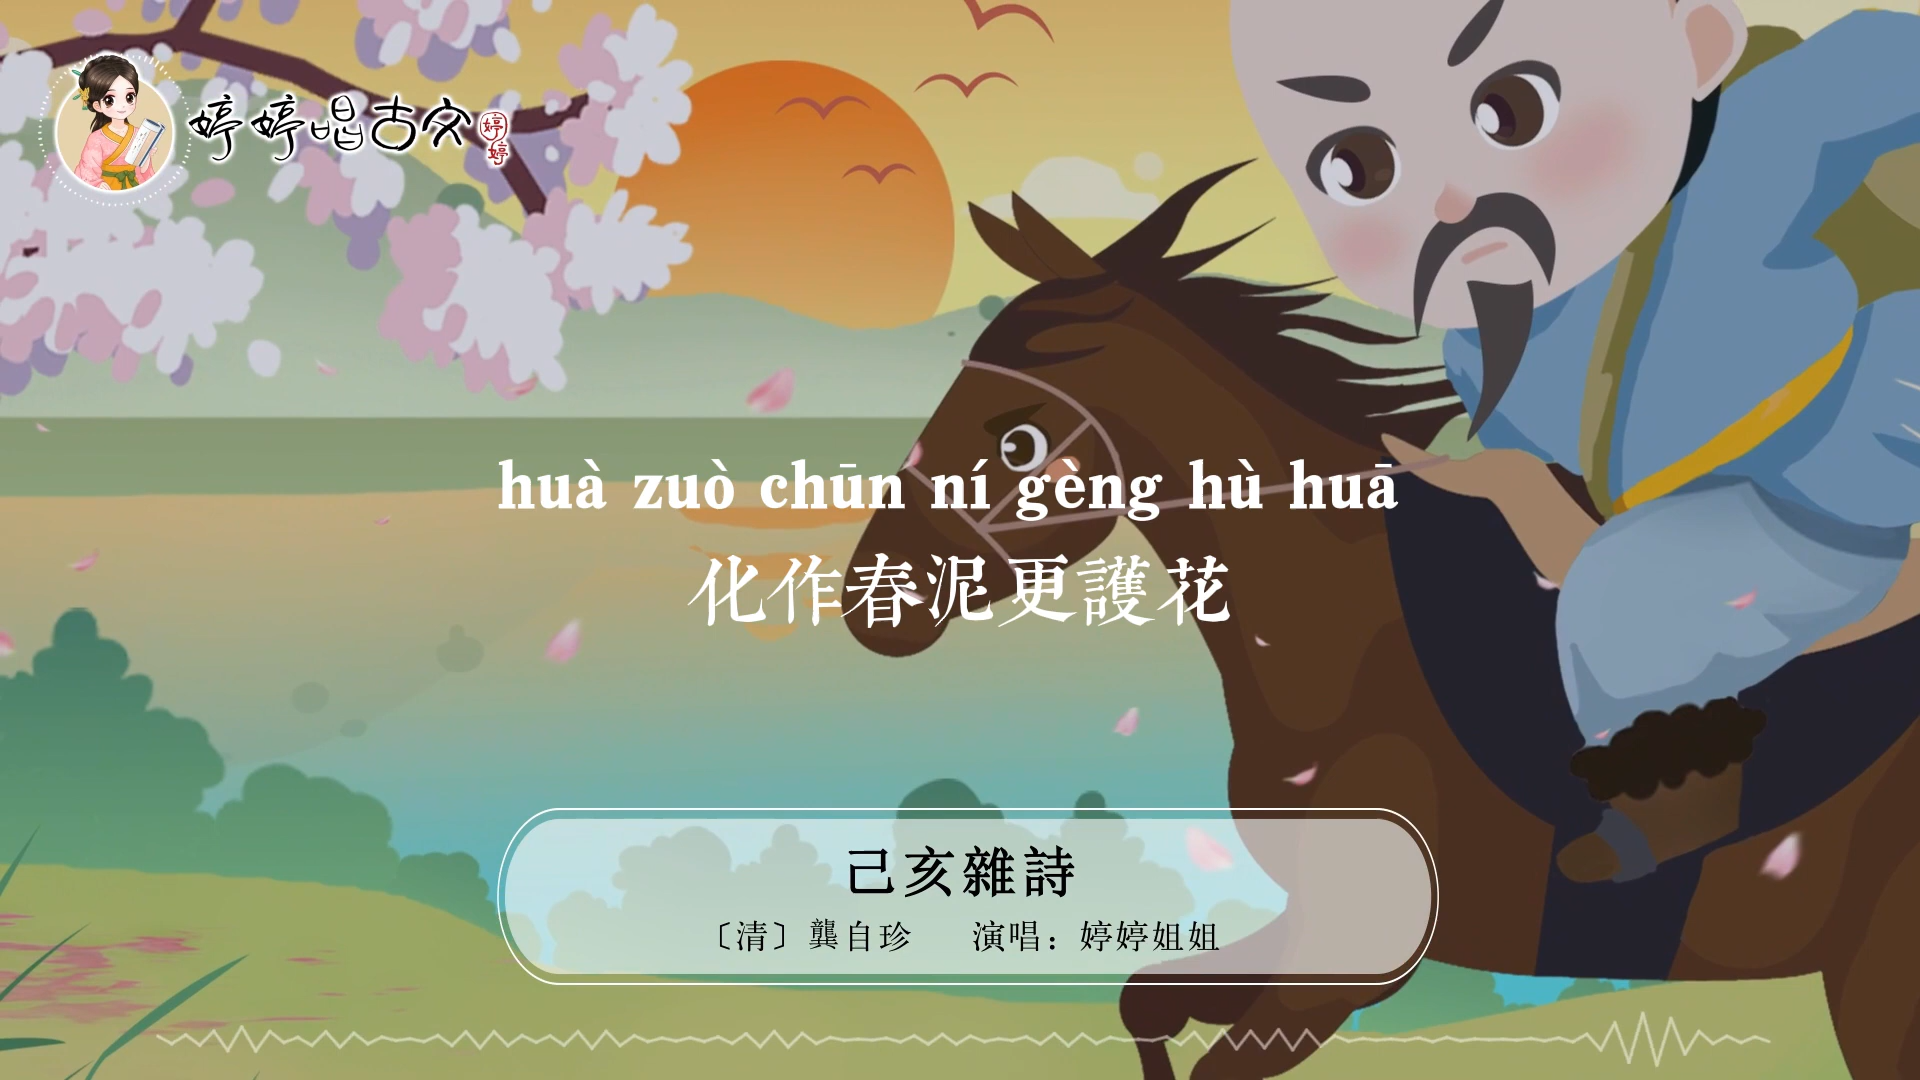 婷婷唱古文
婷婷
huà zuò chūn ní gèng hù huā
化作春泥更護花
己亥雜詩
〔清〕龔自珍 演唱：婷婷姐姐